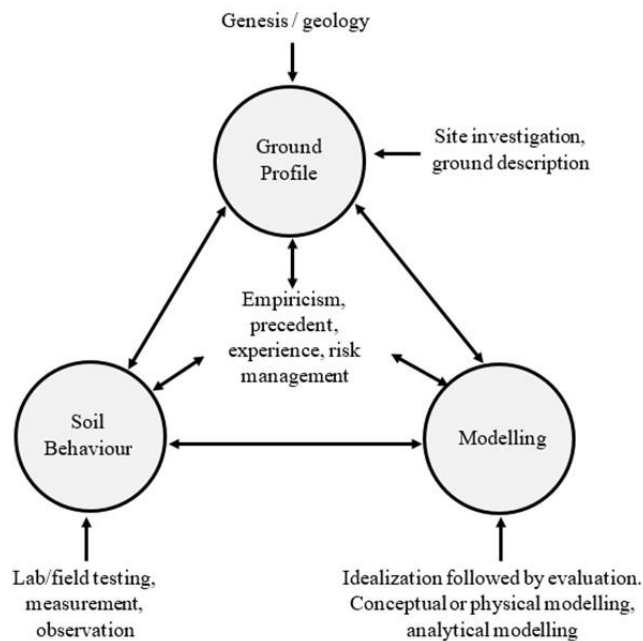 Genesis / geology
Ground
Profile
Site investigation,
ground description
Empiricism,
precedent,
experience, risk
management
Soil
Behaviour
Modelling
Lab/field testing,
measurement,
observation
Idealization followed by evaluation.
Conceptual or physical modelling,
analytical modelling